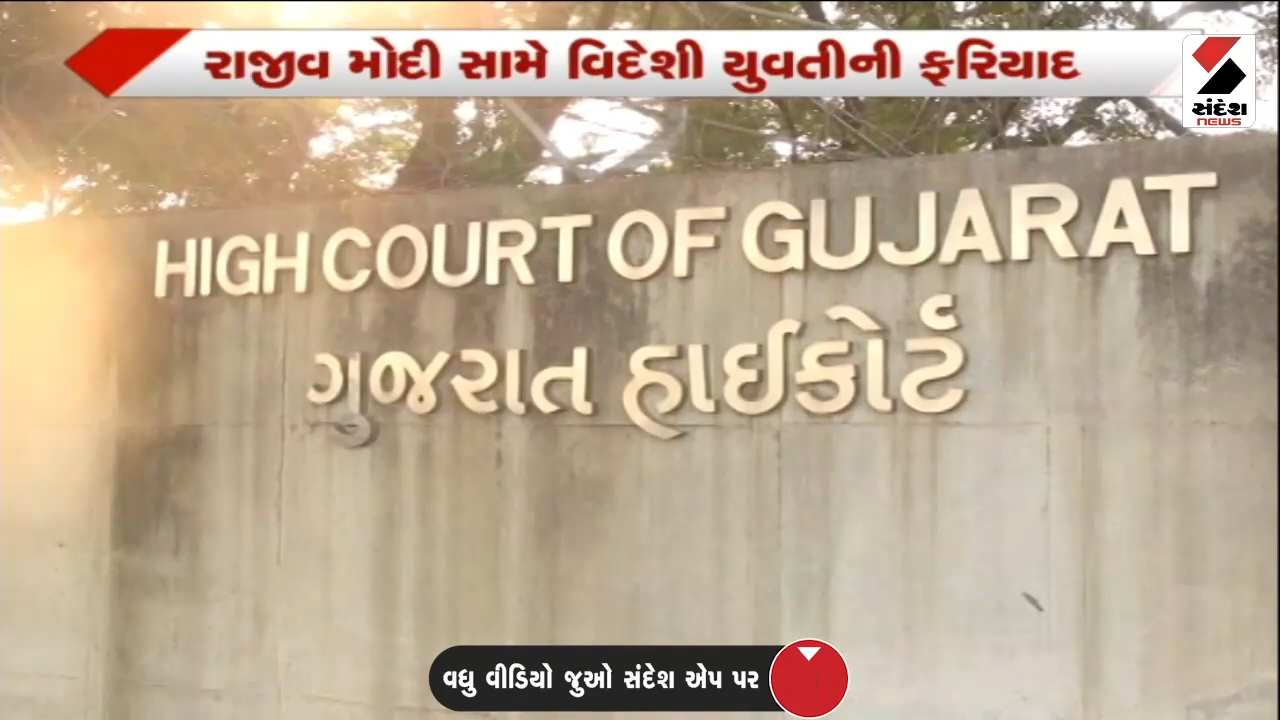 રાજીવ મોદી સામે વિદેશી યુવતીની ફરિયાદ
સંદેશ
NEWS
HIGH COURT OF GUJARAT
ગુજરાત હાઈકોર્ટ
વધુ વીડિયો જુઓ સંદેશ એપ પર